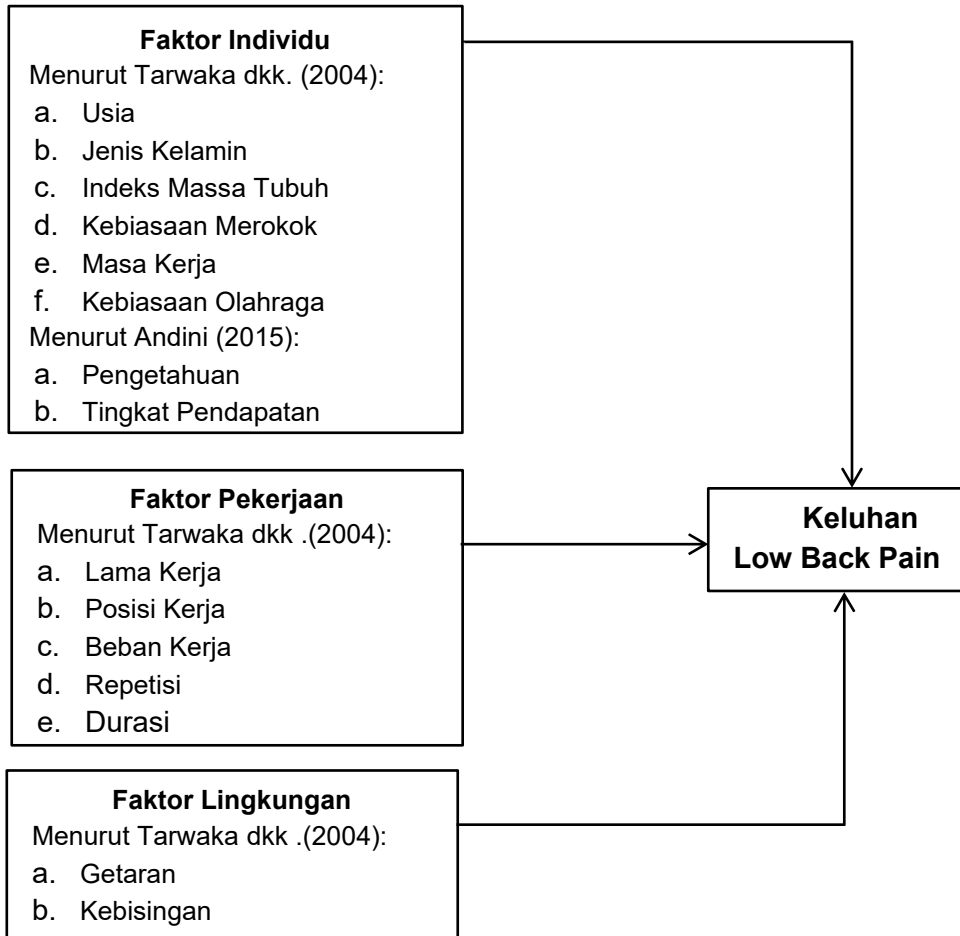 Faktor Individu
Menurut Tarwaka dkk. (2004):
a. Usia
b. Jenis Kelamin
c. Indeks Massa Tubuh
d. Kebiasaan Merokok
e. Masa Kerja
f. Kebiasaan Olahraga
Menurut Andini (2015):
a. Pengetahuan
b. Tingkat Pendapatan
Faktor Pekerjaan
Menurut Tarwaka dkk .(2004):
a. Lama Kerja
b. Posisi Kerja
c. Beban Kerja
d. Repetisi
e. Durasi
Keluhan
Low Back Pain
Faktor Lingkungan
Menurut Tarwaka dkk .(2004):
a. Getaran
b. Kebisingan